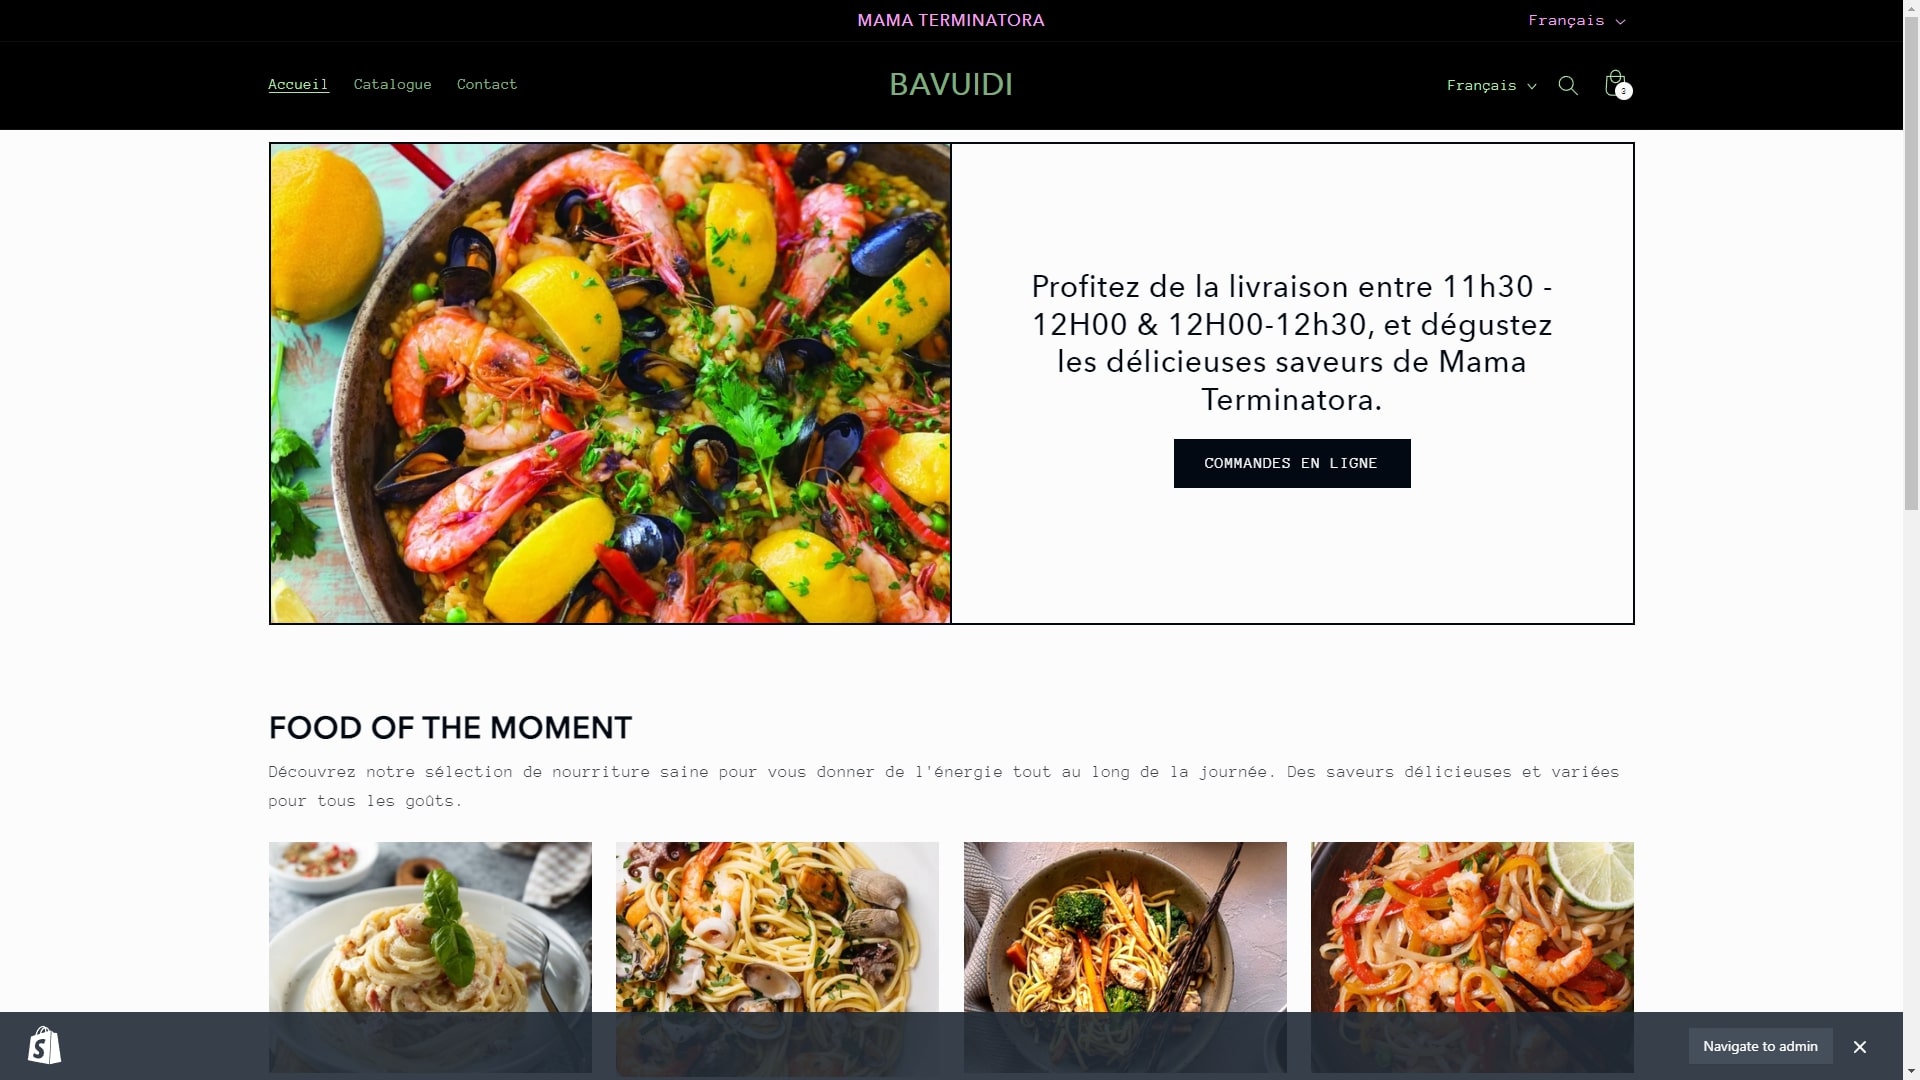 MAMA TERMINATORA
Français
Accueil
Catalogue
Contact
BAVUIDI
Français
3
Profitez de la livraison entre 11h30 -
12H00 & 12H00-12h30, et dégustez
les délicieuses saveurs de Mama
Terminatora.
COMMANDES EN LIGNE
FOOD OF THE MOMENT
Découvrez notre sélection de nourriture saine pour vous donner de l'énergie tout au long de la journée. Des saveurs délicieuses et variées
pour tous les goûts.
Navigate to admin